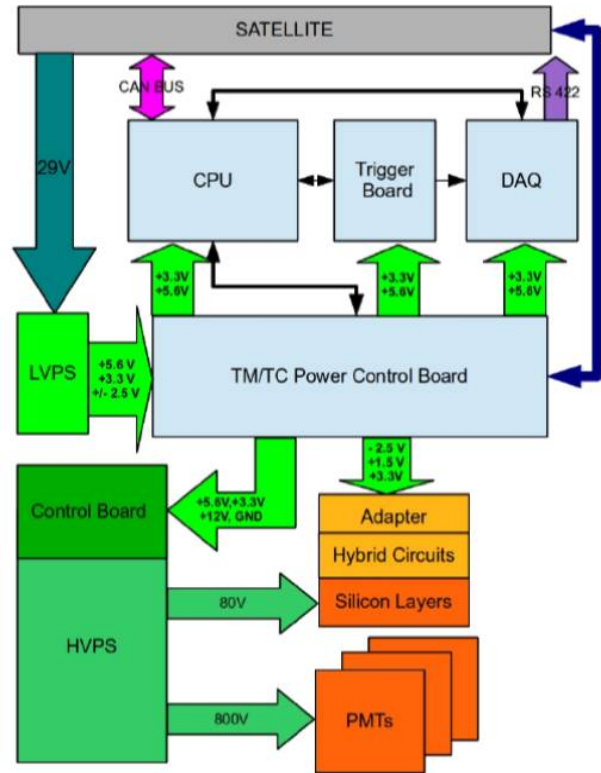 SATELLITE
CAN BUS
RS 422
29V
CPU
Trigger
Board
DAQ
+3.3V
+5.6V
+3.3V
+5.6V
+3.3V
+5.6V
LVPS
+5.6 V
+3.3 V
+/- 2.5 V
TM/TC Power Control Board
- 2.5 V
+1.5 V
+3.3V
Control Board
+5.6V,+3.3V
+12V, GND
Adapter
Hybrid Circuits
Silicon Layers
80V
HVPS
800V
PMTs